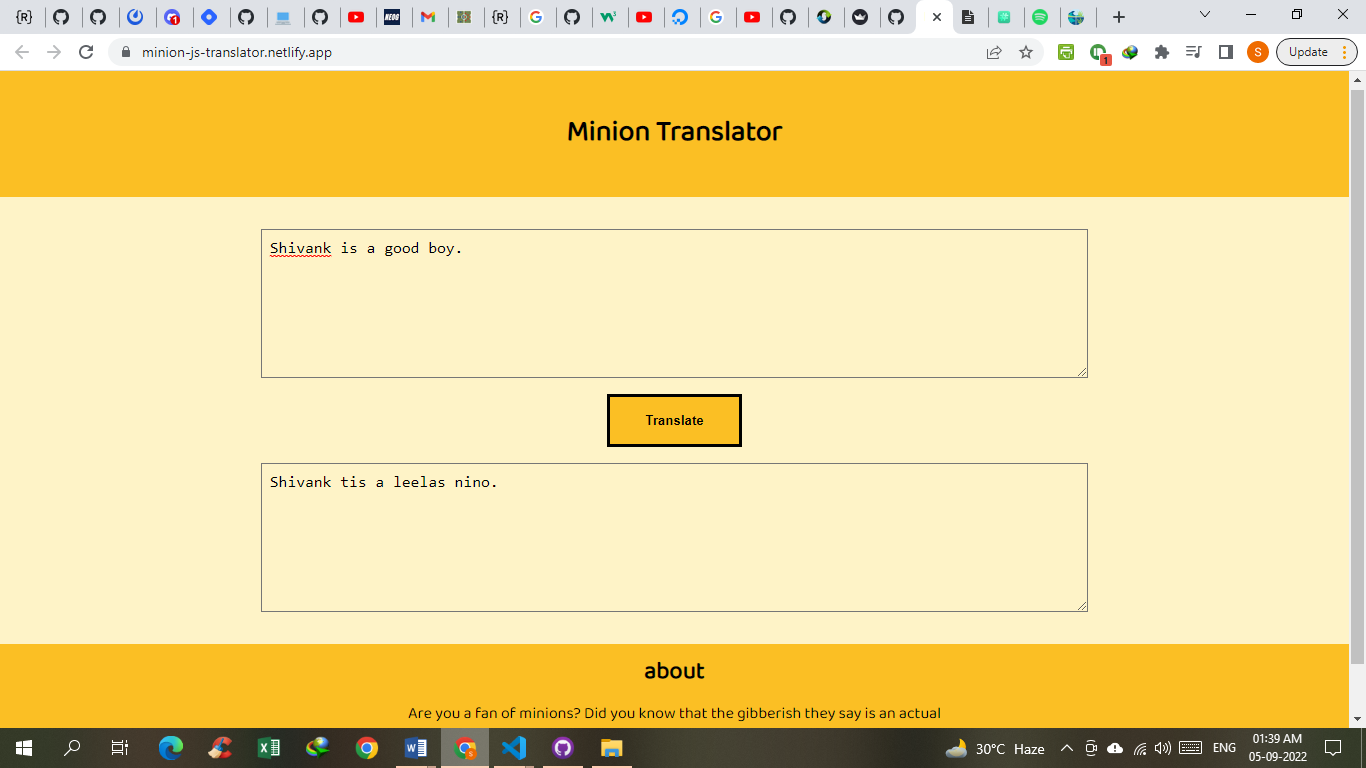 {R} NEOG {R}
minion-js-translator.netlify.app 1 S Update
Minion Translator
Shivank is a good boy.
Translate
Shivank tis a leelas nino.
about
Are you a fan of minions? Did you know that the gibberish they say is an actual
30°C Haze ENG 01:39 AM
05-09-2022